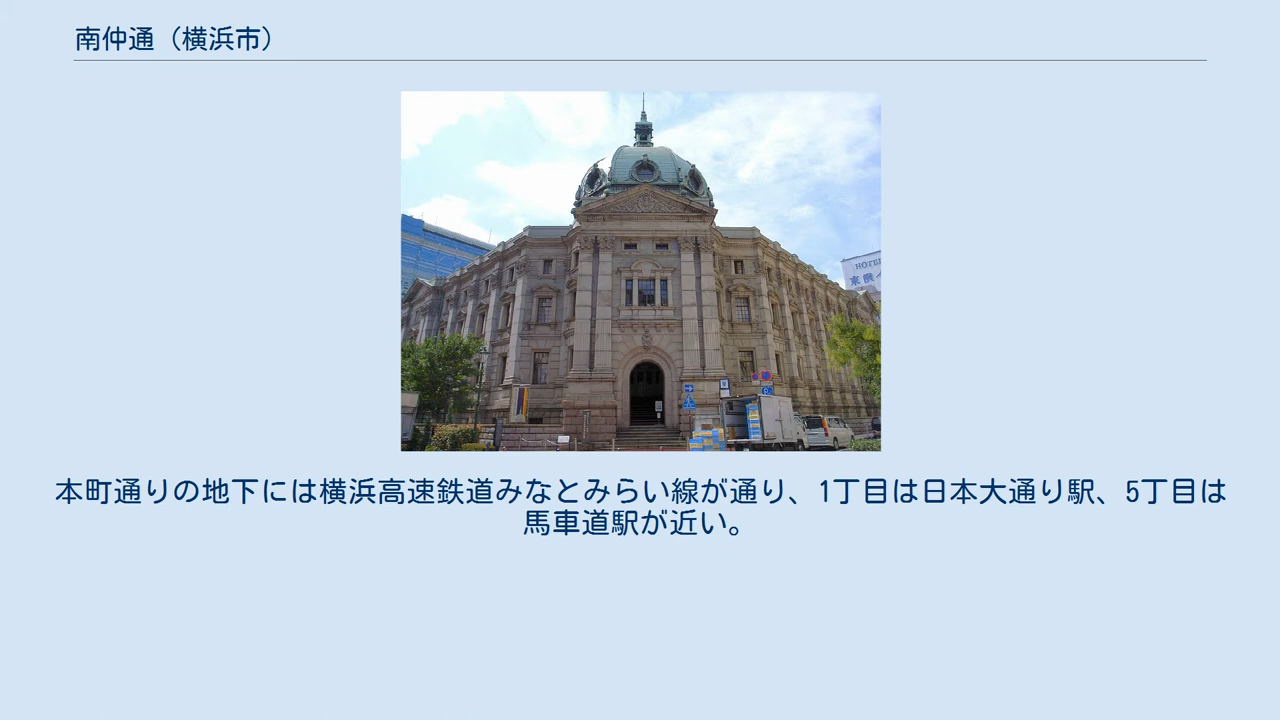 南仲通（横浜市）
HOTEL
本町通りの地下には横浜高速鉄道みなとみらい線が通り、1丁目は日本大通り駅、5丁目は
馬車道駅が近い。